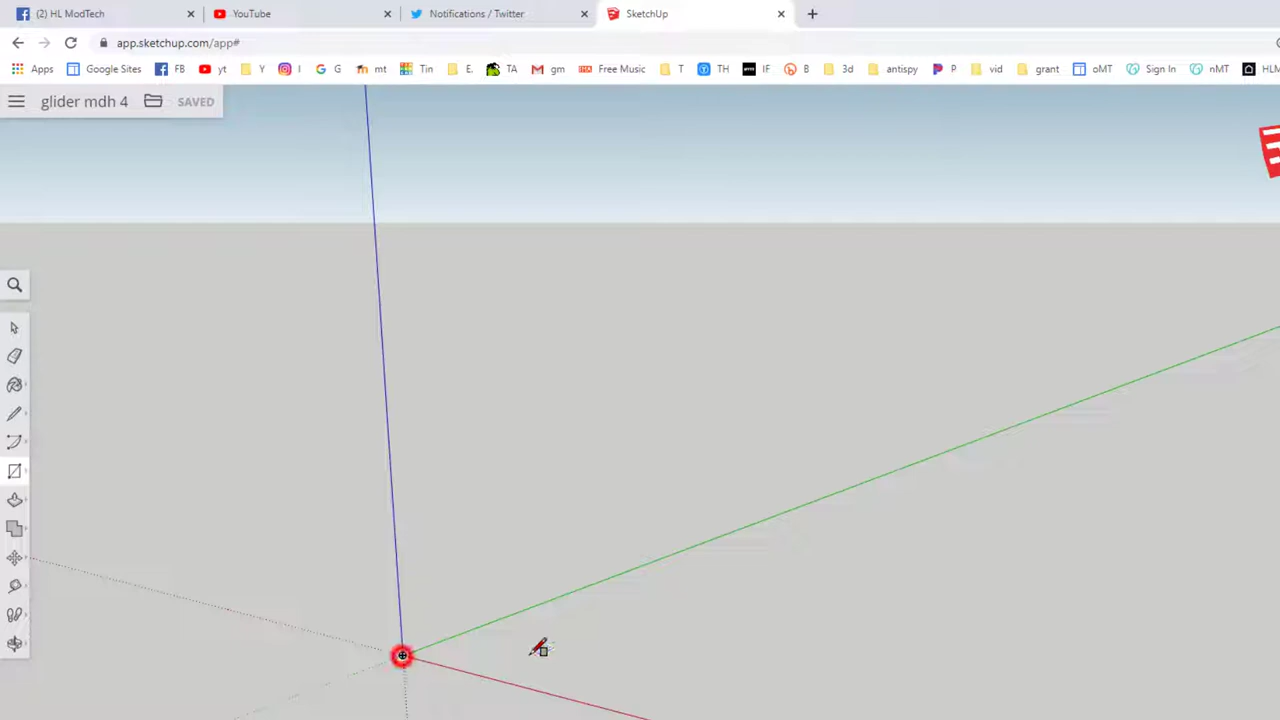 (2) HL ModTech YouTube Notifications / Twitter SketchUp
app.sketchup.com/app#
Apps Google Sites FB yt Y I G mt Tin E. TA gm Free Music T TH IF B 3d antispy P vid grant oMT Sign In nMT HLM
glider mdh 4 SAVED